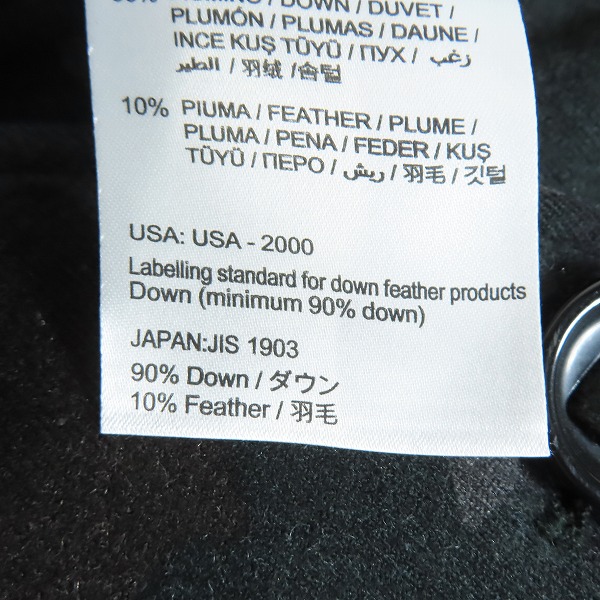 DOWN / DUVET /
PLUMÓN / PLUMAS / DAUNE /
INCE KUŞ TÜYÜ / ПУХ / زغب
الطير / 羽绒 / 솜털
10% PIUMA / FEATHER / PLUME /
PLUMA / PENA / FEDER / KUŞ
TÜYÜ / ПЕРО / ريش / 羽毛 / 깃털
USA: USA - 2000
Labelling standard for down feather products
Down (minimum 90% down)
JAPAN:JIS 1903
90% Down / ダウン
10% Feather / 羽毛